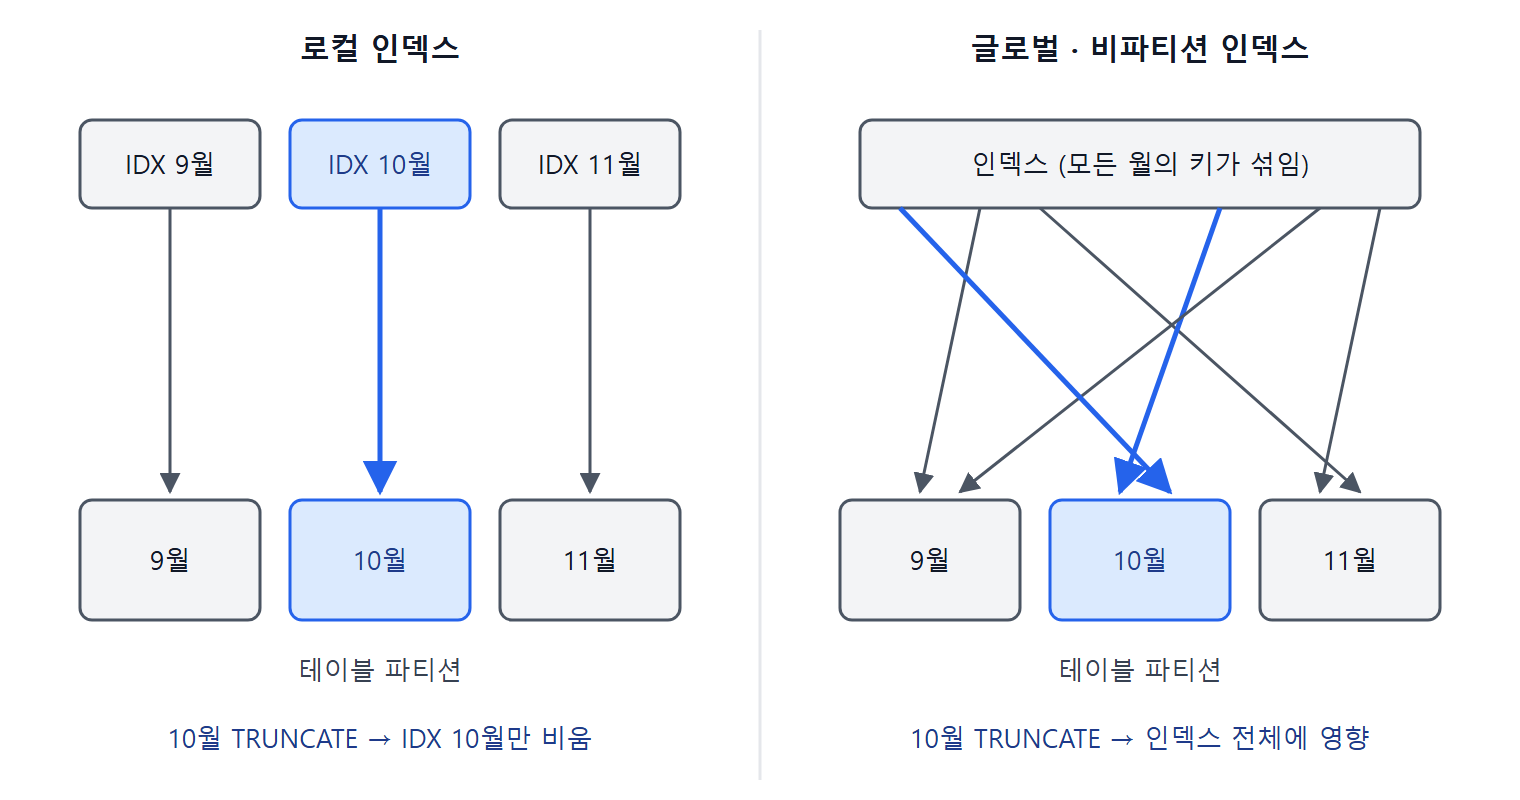 로컬 인덱스
IDX 9월
IDX 10월
IDX 11월
9월
10월
11월
테이블 파티션
10월 TRUNCATE → IDX 10월만 비움
글로벌 · 비파티션 인덱스
인덱스 (모든 월의 키가 섞임)
9월
10월
11월
테이블 파티션
10월 TRUNCATE → 인덱스 전체에 영향